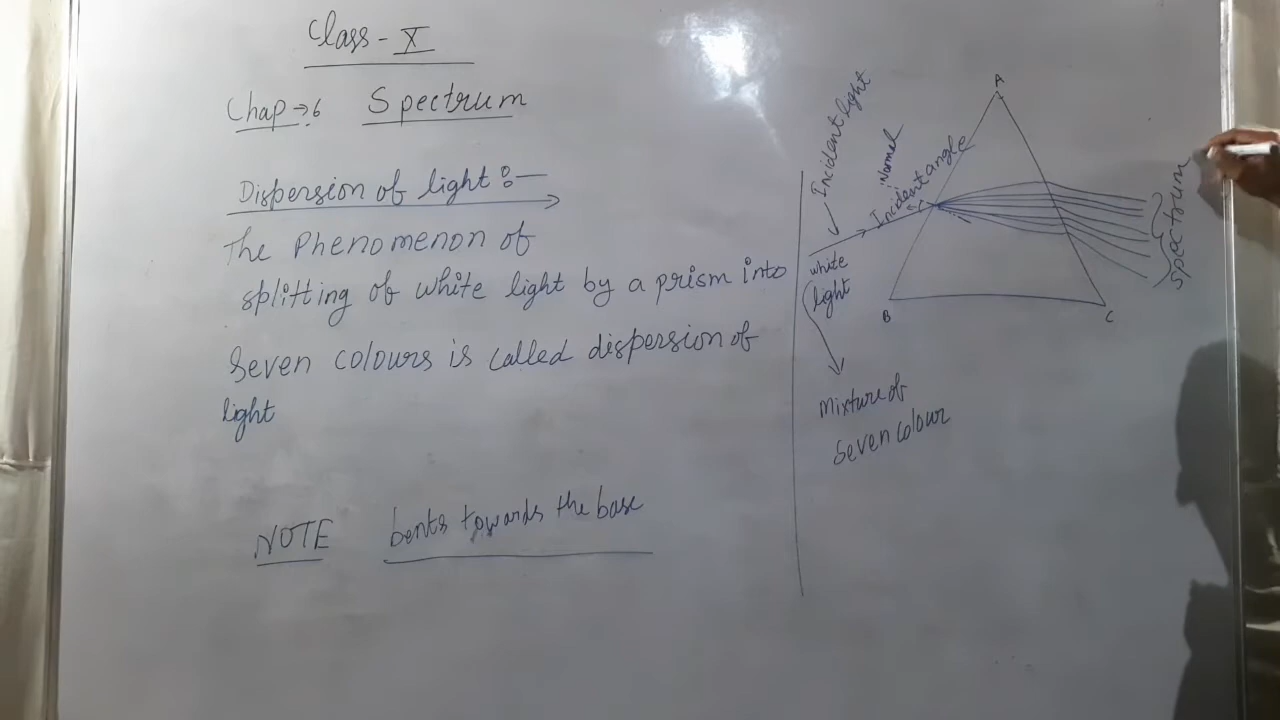 Class - X
Chap → 6 Spectrum
Dispersion of light :-
The Phenomenon of
splitting of white light by a prism into
Seven colours is called dispersion of
light
NOTE bents towards the base
A
Incident light
Normal
Incident angle
Spectrum
white
light
B
C
Mixture of
Seven colour